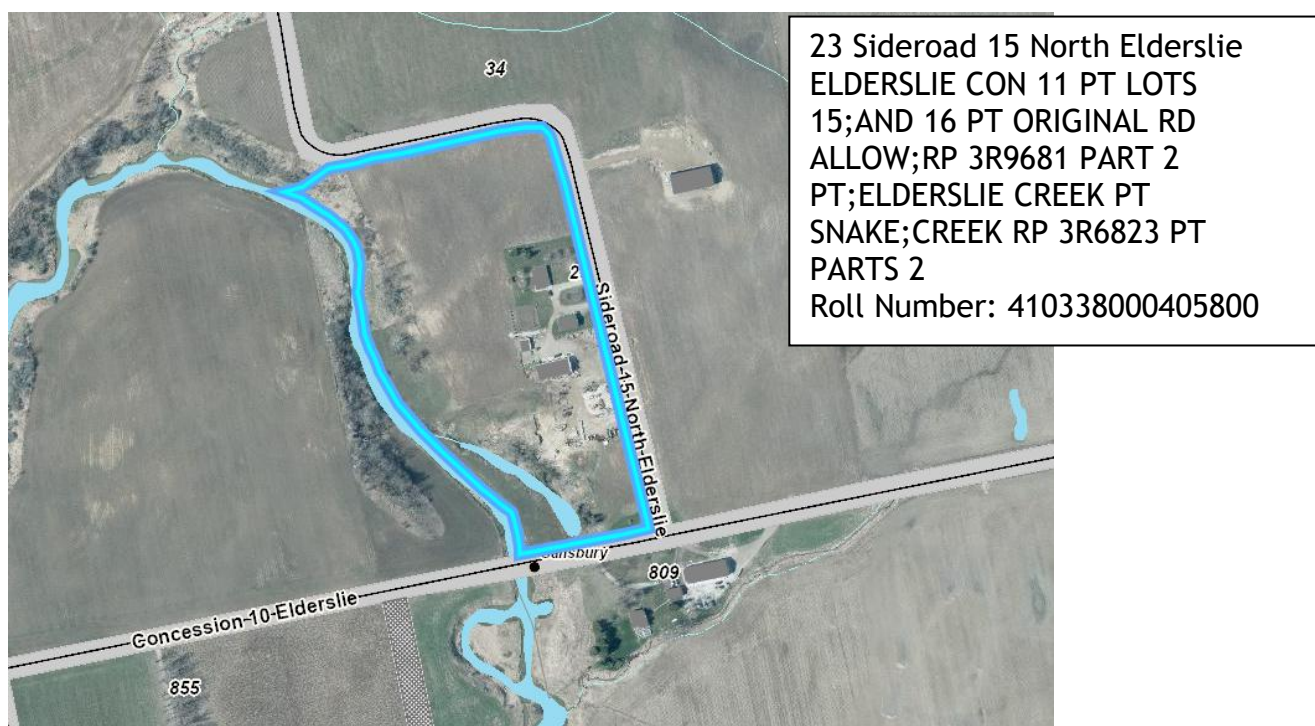 23 Sideroad 15 North Elderslie
ELDERSLIE CON 11 PT LOTS
15;AND 16 PT ORIGINAL RD
ALLOW;RP 3R9681 PART 2
PT;ELDERSLIE CREEK PT
SNAKE;CREEK RP 3R6823 PT
PARTS 2
Roll Number: 410338000405800
34
2
Sideroad-15-North-Elderslie
809
Concession-10-Elderslie
855